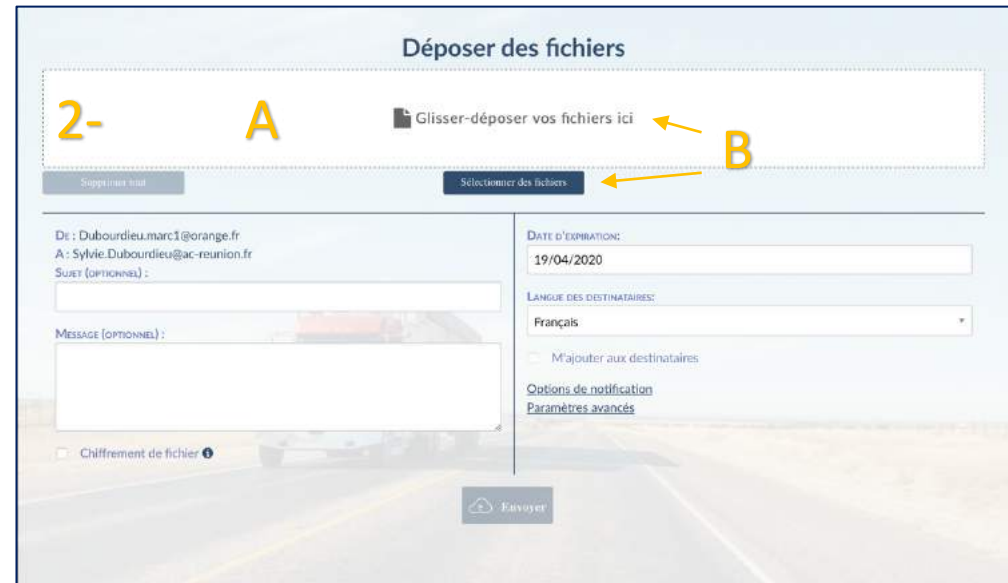 Déposer des fichiers
2- A Glisser-déposer vos fichiers ici B
Supprimer tout Sélectionner des fichiers
De : Dubourdieu.marc1@orange.fr
A : Sylvie.Dubourdieu@ac-reunion.fr
Sujet (optionnel) :
Message (optionnel) :
Chiffrement de fichier
Date d'expiration:
19/04/2020
Langue des destinataires:
Français
M'ajouter aux destinataires
Options de notification
Paramètres avancés
Envoyer